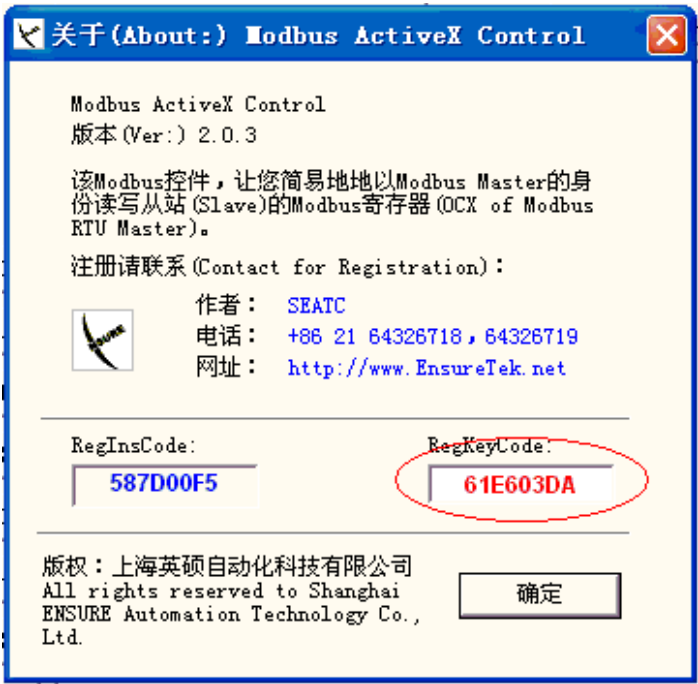 关于(About:) Modbus ActiveX Control
Modbus ActiveX Control
版本(Ver:) 2.0.3
该Modbus控件，让您简易地地以Modbus Master的身
份读写从站(Slave)的Modbus寄存器(OCX of Modbus
RTU Master)。
注册请联系(Contact for Registration)：
作者： SEATC
ENSURE
电话： +86 21 64326718，64326719
网址： http://www.EnsureTek.net
RegInsCode: RegKeyCode:
587D00F5 61E603DA
版权：上海英硕自动化科技有限公司
All rights reserved to Shanghai
ENSURE Automation Technology Co.,
Ltd.
确定